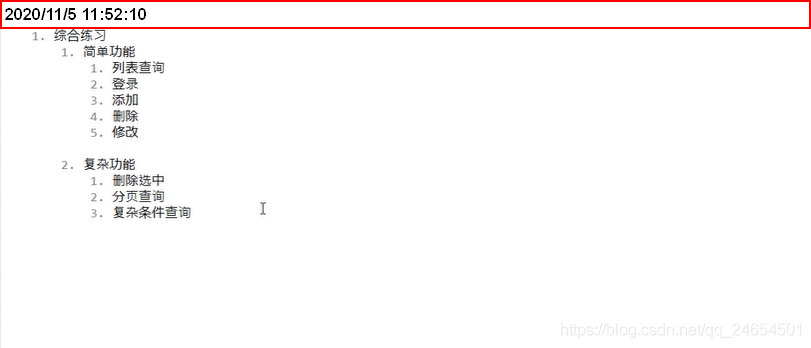 2020/11/5 11:52:10
1. 综合练习
1. 简单功能
1. 列表查询
2. 登录
3. 添加
4. 删除
5. 修改
2. 复杂功能
1. 删除选中
2. 分页查询
3. 复杂条件查询
https://blog.csdn.net/qq_24654501